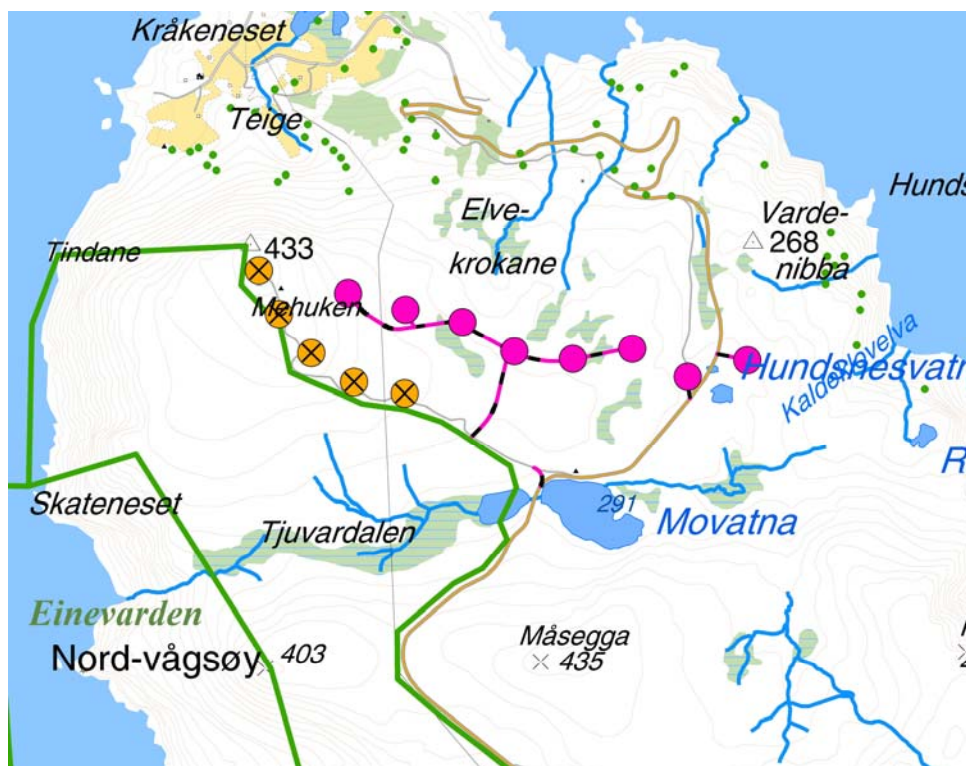 Kråkeneset
Teige
Elve-
krokane
Varde-
268
nibba
Hunds
Tindane
433
Mehuken
Hundsnesvatn
291
Movatna
Skateneset
Tjuvardalen
Einevarden
Nord-vågsøy
403
Måsegga
435
R